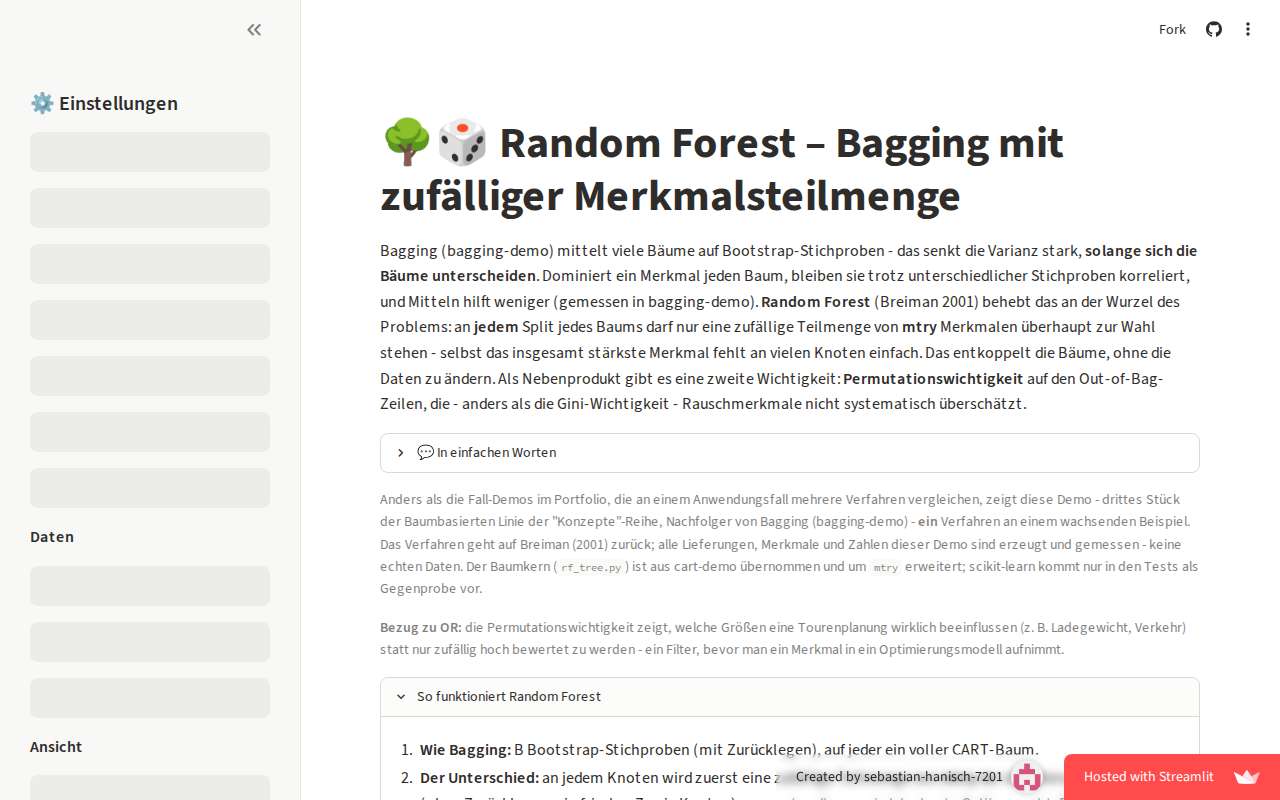 Fork
⚙️ Einstellungen
Daten
Ansicht
🌳🎲 Random Forest – Bagging mit
zufälliger Merkmalsteilmenge
Bagging (bagging-demo) mittelt viele Bäume auf Bootstrap-Stichproben - das senkt die Varianz stark, solange sich die
Bäume unterscheiden. Dominiert ein Merkmal jeden Baum, bleiben sie trotz unterschiedlicher Stichproben korreliert,
und Mitteln hilft weniger (gemessen in bagging-demo). Random Forest (Breiman 2001) behebt das an der Wurzel des
Problems: an jedem Split jedes Baums darf nur eine zufällige Teilmenge von mtry Merkmalen überhaupt zur Wahl
stehen - selbst das insgesamt stärkste Merkmal fehlt an vielen Knoten einfach. Das entkoppelt die Bäume, ohne die
Daten zu ändern. Als Nebenprodukt gibt es eine zweite Wichtigkeit: Permutationswichtigkeit auf den Out-of-Bag-
Zeilen, die - anders als die Gini-Wichtigkeit - Rauschmerkmale nicht systematisch überschätzt.
💬 In einfachen Worten
Anders als die Fall-Demos im Portfolio, die an einem Anwendungsfall mehrere Verfahren vergleichen, zeigt diese Demo - drittes Stück
der Baumbasierten Linie der "Konzepte"-Reihe, Nachfolger von Bagging (bagging-demo) - ein Verfahren an einem wachsenden Beispiel.
Das Verfahren geht auf Breiman (2001) zurück; alle Lieferungen, Merkmale und Zahlen dieser Demo sind erzeugt und gemessen - keine
echten Daten. Der Baumkern ( rf_tree.py ) ist aus cart-demo übernommen und um mtry erweitert; scikit-learn kommt nur in den Tests als
Gegenprobe vor.
Bezug zu OR: die Permutationswichtigkeit zeigt, welche Größen eine Tourenplanung wirklich beeinflussen (z. B. Ladegewicht, Verkehr)
statt nur zufällig hoch bewertet zu werden - ein Filter, bevor man ein Merkmal in ein Optimierungsmodell aufnimmt.
So funktioniert Random Forest
1. Wie Bagging: B Bootstrap-Stichproben (mit Zurücklegen), auf jeder ein voller CART-Baum.
2. Der Unterschied: an jedem Knoten wird zuerst eine
Created by sebastian-hanisch-7201
Hosted with Streamlit